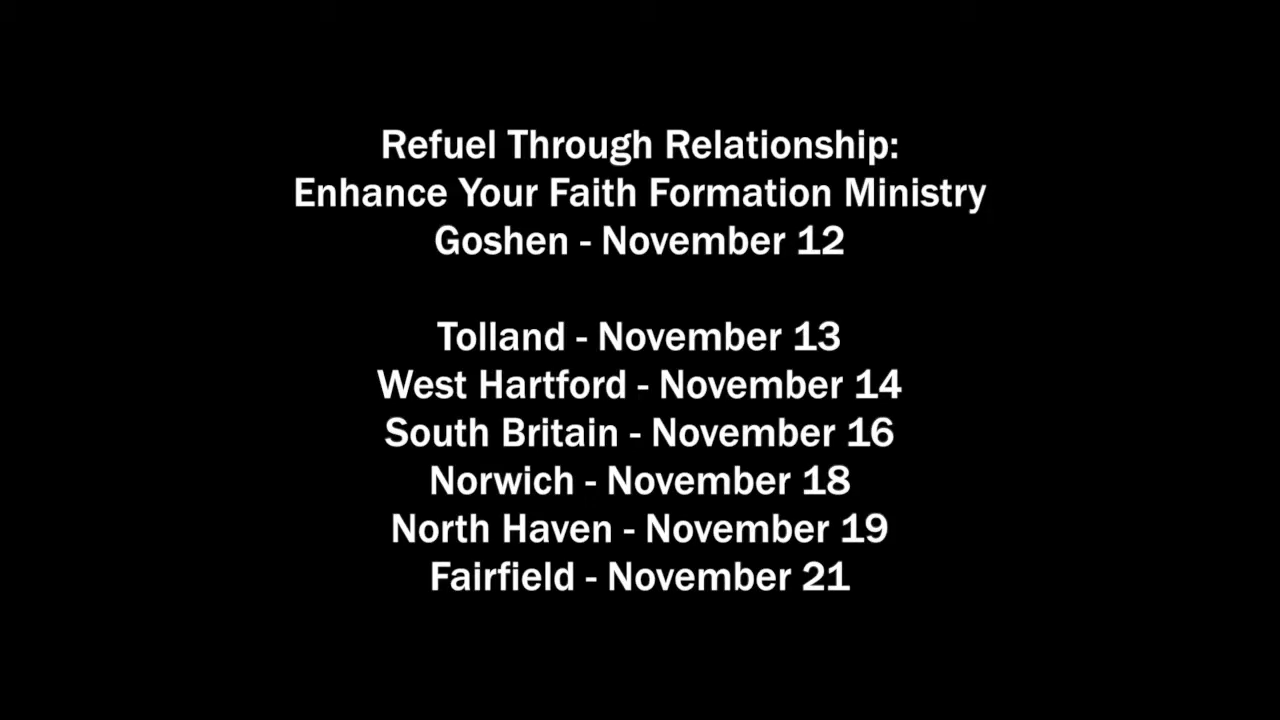 Refuel Through Relationship:
Enhance Your Faith Formation Ministry
Goshen - November 12
Tolland - November 13
West Hartford - November 14
South Britain - November 16
Norwich - November 18
North Haven - November 19
Fairfield - November 21